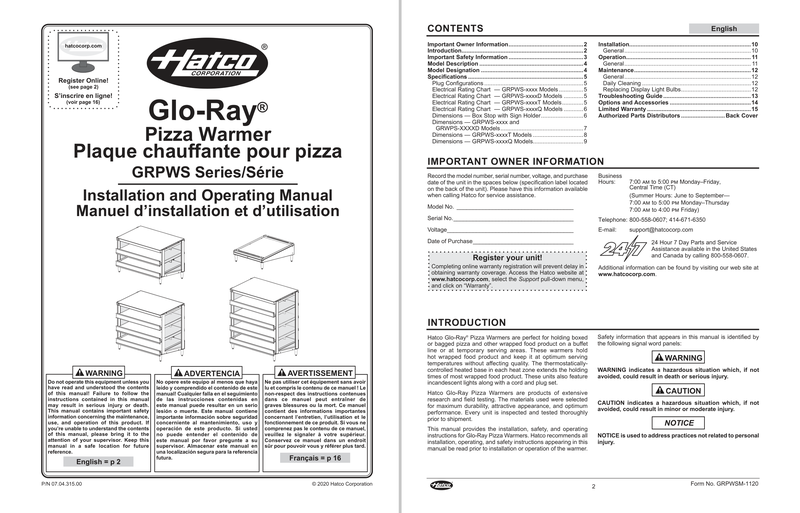 hatcocorp.com
Register Online!
(see page 2)
S'inscrire en ligne!
(voir page 16)
Hatco
CORPORATION
®
Glo-Ray®
Pizza Warmer
Plaque chauffante pour pizza
GRPWS Series/Série
Installation and Operating Manual
Manuel d'installation et d'utilisation
WARNING
Do not operate this equipment unless you
have read and understood the contents
of this manual! Failure to follow the
instructions contained in this manual
may result in serious injury or death.
This manual contains important safety
information concerning the maintenance,
use, and operation of this product. If
you're unable to understand the contents
of this manual, please bring it to the
attention of your supervisor. Keep this
manual in a safe location for future
reference.
English = p 2
ADVERTENCIA
No opere este equipo al menos que haya
leído y comprendido el contenido de este
manual! Cualquier falla en el seguimiento
de las instrucciones contenidas en
este manual puede resultar en un serio
lesión o muerte. Este manual contiene
importante información sobre seguridad
concerniente al mantenimiento, uso y
operación de este producto. Si usted
no puede entender el contenido de
este manual por favor pregunte a su
supervisor. Almacenar este manual en
una localización segura para la referencia
futura.
AVERTISSEMENT
Ne pas utiliser cet équipement sans avoir
lu et compris le contenu de ce manuel ! Le
non-respect des instructions contenues
dans ce manuel peut entraîner de
graves blessures ou la mort. Ce manuel
contient des informations importantes
concernant l'entretien, l'utilisation et le
fonctionnement de ce produit. Si vous ne
comprenez pas le contenu de ce manuel,
veuillez le signaler à votre supérieur.
Conservez ce manuel dans un endroit
sûr pour pouvoir vous y référer plus tard.
Français = p 16
P/N 07.04.315.00
© 2020 Hatco Corporation
CONTENTS
English
Important Owner Information 2
Introduction 2
Important Safety Information 3
Model Description 4
Model Designation 4
Specifications 5
Plug Configurations 5
Electrical Rating Chart — GRPWS-xxxx Models 5
Electrical Rating Chart — GRPWS-xxxxD Models 5
Electrical Rating Chart — GRPWS-xxxxT Models 5
Electrical Rating Chart — GRPWS-xxxxQ Models 6
Dimensions — Box Stop with Sign Holder 6
Dimensions — GRPWS-xxxx and
GRWPS-XXXXD Models 7
Dimensions — GRPWS-xxxxT Models 8
Dimensions — GRPWS-xxxxQ Models 9
Installation 10
General 10
Operation 11
General 11
Maintenance 12
General 12
Daily Cleaning 12
Replacing Display Light Bulbs 12
Troubleshooting Guide 13
Options and Accessories 14
Limited Warranty 15
Authorized Parts Distributors Back Cover
IMPORTANT OWNER INFORMATION
Record the model number, serial number, voltage, and purchase
date of the unit in the spaces below (specification label located
on the back of the unit). Please have this information available
when calling Hatco for service assistance.
Model No.
Serial No.
Voltage
Date of Purchase
Register your unit!
Completing online warranty registration will prevent delay in
obtaining warranty coverage. Access the Hatco website at
www.hatcocorp.com, select the Support pull-down menu,
and click on "Warranty".
Business
Hours: 7:00 AM to 5:00 PM Monday–Friday,
Central Time (CT)
(Summer Hours: June to September—
7:00 AM to 5:00 PM Monday–Thursday
7:00 AM to 4:00 PM Friday)
Telephone: 800-558-0607; 414-671-6350
E-mail: support@hatcocorp.com
24/7
24 Hour 7 Day Parts and Service
Assistance available in the United States
and Canada by calling 800-558-0607.
Additional information can be found by visiting our web site at
www.hatcocorp.com.
INTRODUCTION
Hatco Glo-Ray® Pizza Warmers are perfect for holding boxed
or bagged pizza and other wrapped food product on a buffet
line or at temporary serving areas. These warmers hold
hot wrapped food product and keep it at optimum serving
temperatures without affecting quality. The thermostatically-
controlled heated base in each heat zone extends the holding
times of most wrapped food product. These units also feature
incandescent lights along with a cord and plug set.
Hatco Glo-Ray Pizza Warmers are products of extensive
research and field testing. The materials used were selected
for maximum durability, attractive appearance, and optimum
performance. Every unit is inspected and tested thoroughly
prior to shipment.
This manual provides the installation, safety, and operating
instructions for Glo-Ray Pizza Warmers. Hatco recommends all
installation, operating, and safety instructions appearing in this
manual be read prior to installation or operation of the warmer.
Safety information that appears in this manual is identified by
the following signal word panels:
WARNING
WARNING indicates a hazardous situation which, if not
avoided, could result in death or serious injury.
CAUTION
CAUTION indicates a hazardous situation which, if not
avoided, could result in minor or moderate injury.
NOTICE
NOTICE is used to address practices not related to personal
injury.
Hatco
2
Form No. GRPWSM-1120